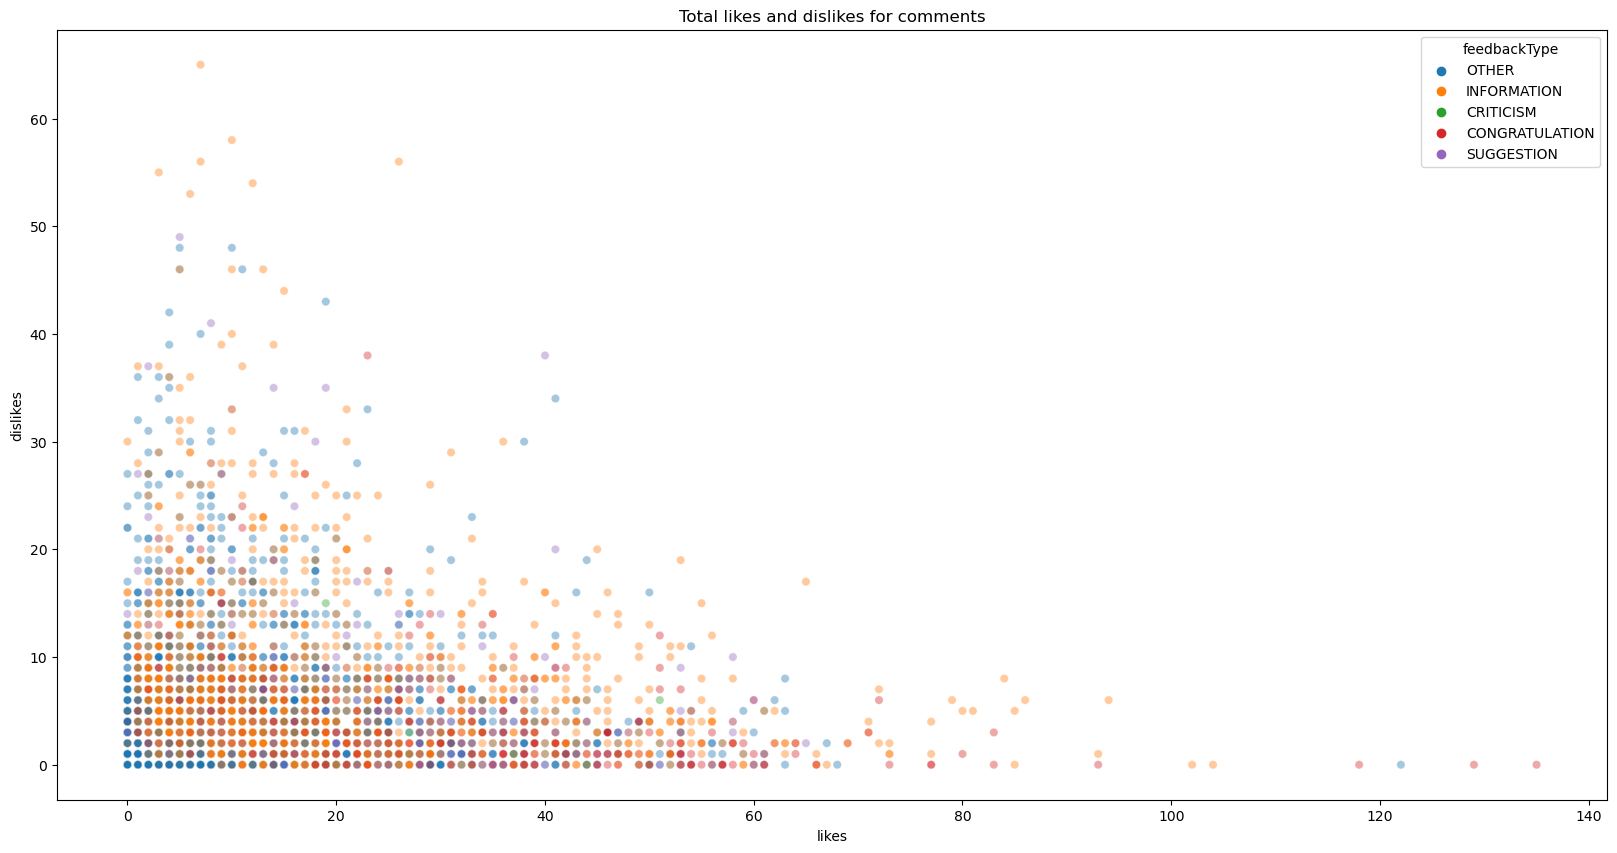 Total likes and dislikes for comments
feedbackType
OTHER
INFORMATION
CRITICISM
CONGRATULATION
SUGGESTION
dislikes
60
50
40
30
20
10
0
0 20 40 60 80 100 120 140
likes